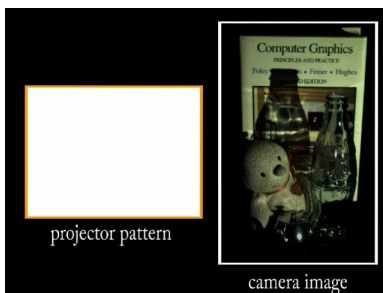 Computer Graphics
PRINCIPLES AND PRACTICE
Foley • Feiner • Hughes
EDITION
projector pattern
camera image